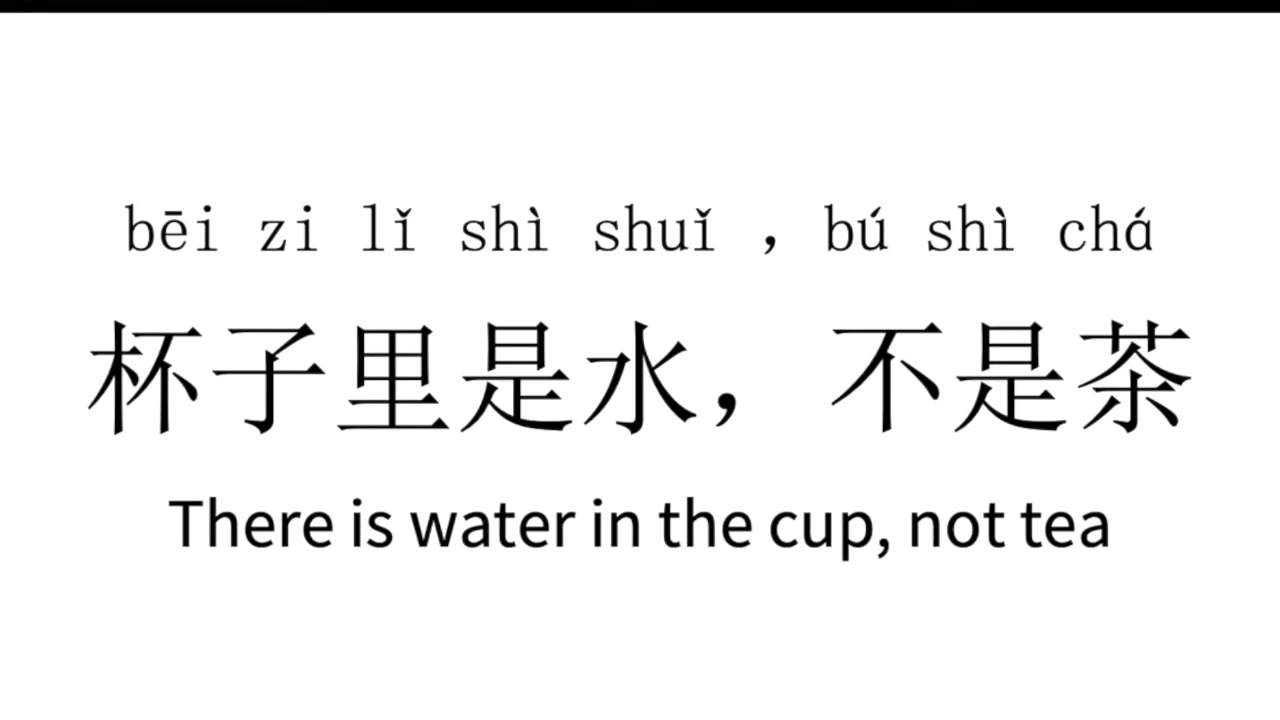 bēi zi lǐ shì shuǐ ，bú shì chá
杯子里是水，不是茶
There is water in the cup, not tea